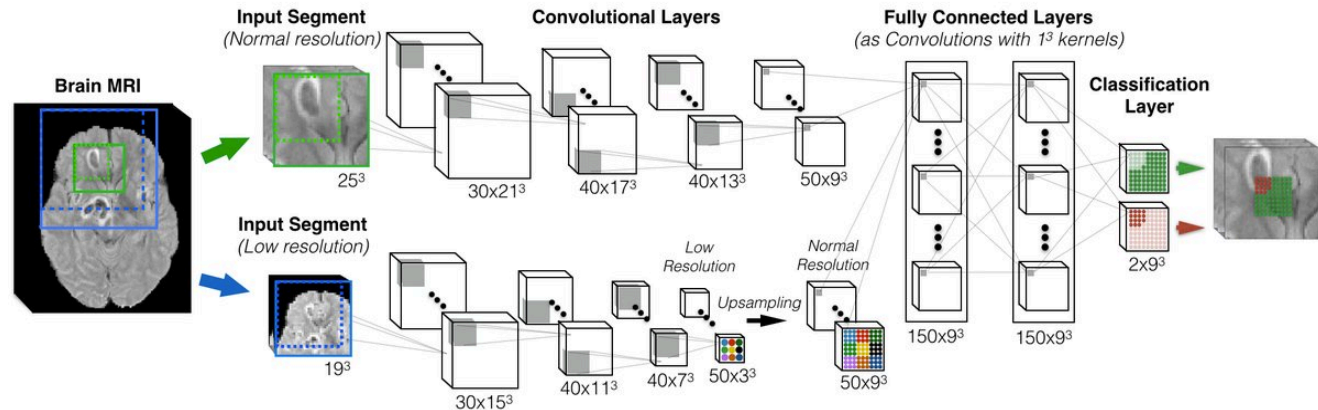 Brain MRI
Input Segment
(Normal resolution)
25³
Convolutional Layers
30x21³
40x17³
40x13³
50x9³
Fully Connected Layers
(as Convolutions with 1³ kernels)
150x9³
150x9³
Classification
Layer
2x9³
Input Segment
(Low resolution)
19³
30x15³
40x11³
40x7³
Low
Resolution
50x3³
Upsampling
Normal
Resolution
50x9³